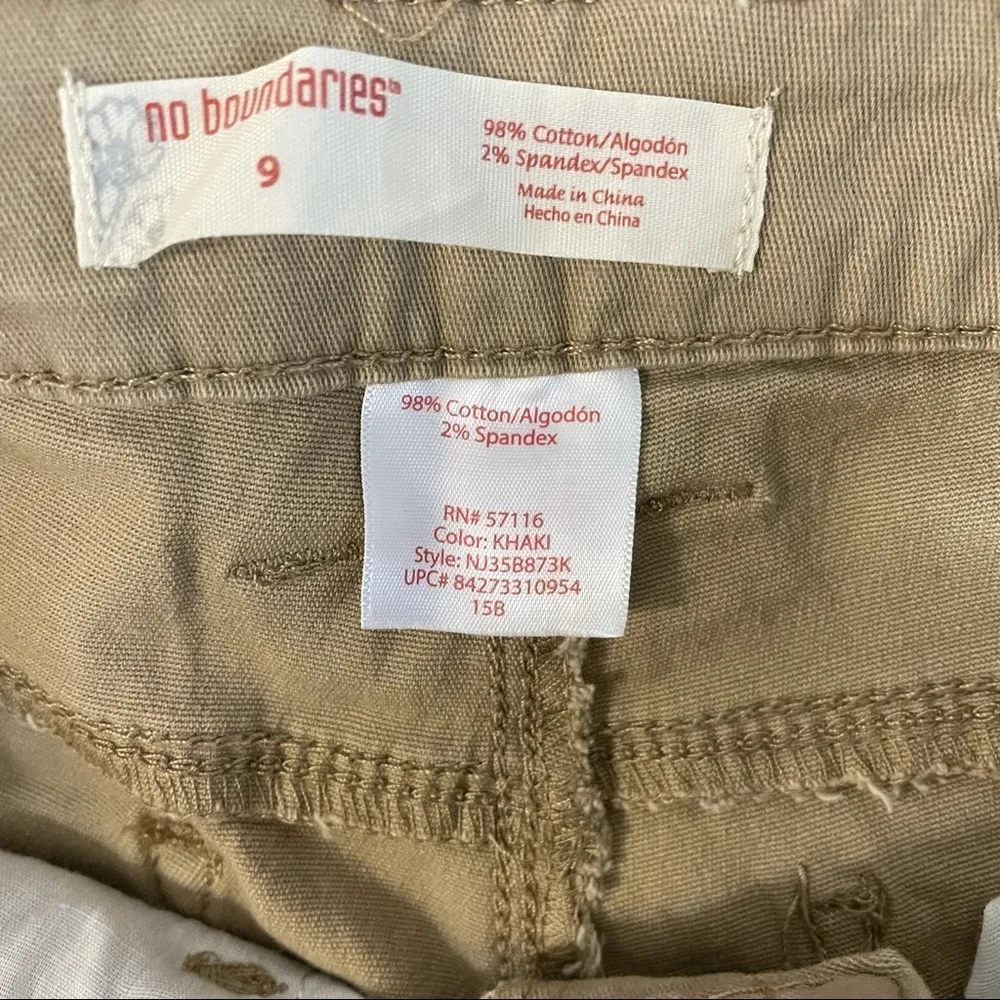 no boundaries™
9
98% Cotton/Algodón
2% Spandex/Spandex
Made in China
Hecho en China
98% Cotton/Algodón
2% Spandex
RN# 57116
Color: KHAKI
Style: NJ35B873K
UPC# 84273310954
15B